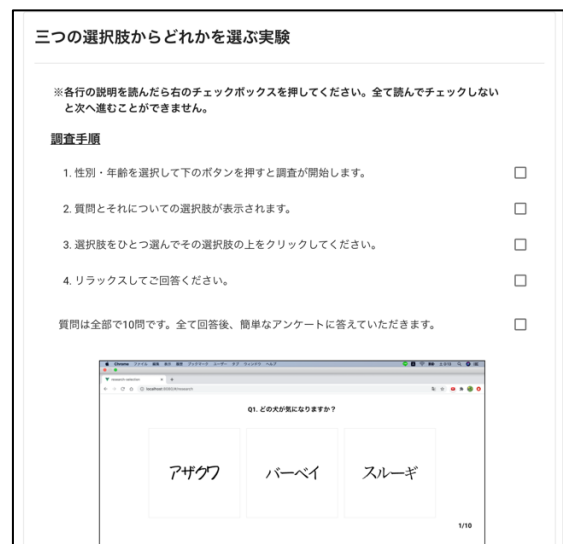 三つの選択肢からどれかを選ぶ実験
※各行の説明を読んだら右のチェックボックスを押してください。全て読んでチェックしない
と次へ進むことができません。
調査手順
1. 性別・年齢を選択して下のボタンを押すと調査が開始します。
2. 質問とそれについての選択肢が表示されます。
3. 選択肢をひとつ選んでその選択肢の上をクリックしてください。
4. リラックスしてご回答ください。
質問は全部で10問です。全て回答後、簡単なアンケートに答えていただきます。
Q1. どの犬が気になりますか？
アザワク
バーベイ
スルーギ
1/10